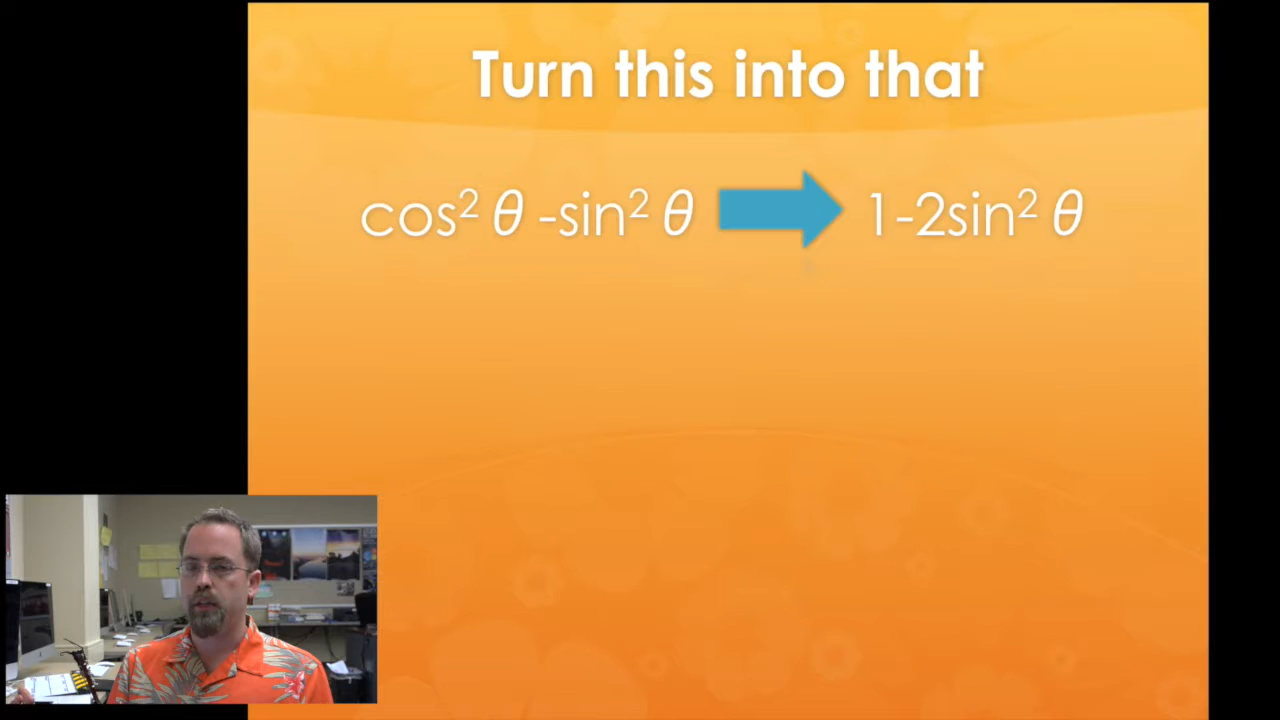 Turn this into that
cos² θ -sin² θ 1-2sin² θ